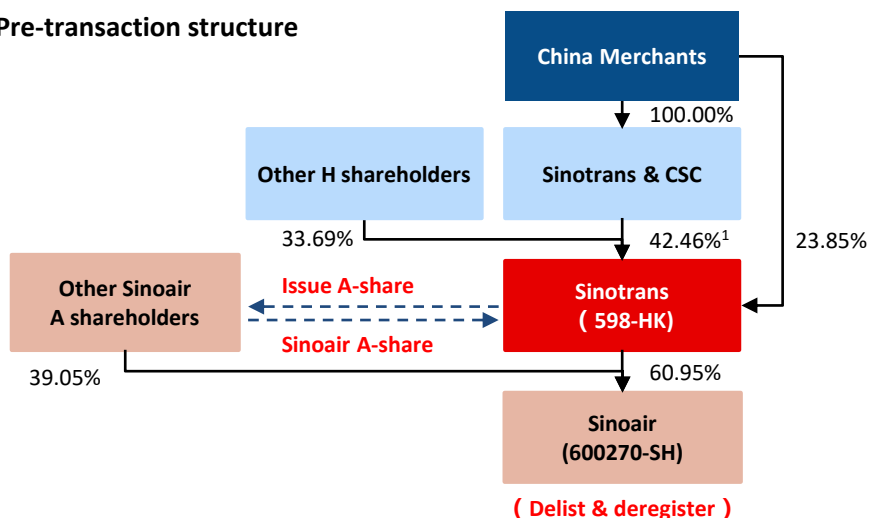 Pre-transaction structure
China Merchants
100.00%
Other H shareholders
Sinotrans & CSC
33.69%
42.46%¹
23.85%
Other Sinoair
A shareholders
Issue A-share
Sinoair A-share
Sinotrans
( 598-HK)
39.05%
60.95%
Sinoair
(600270-SH)
( Delist & deregister )